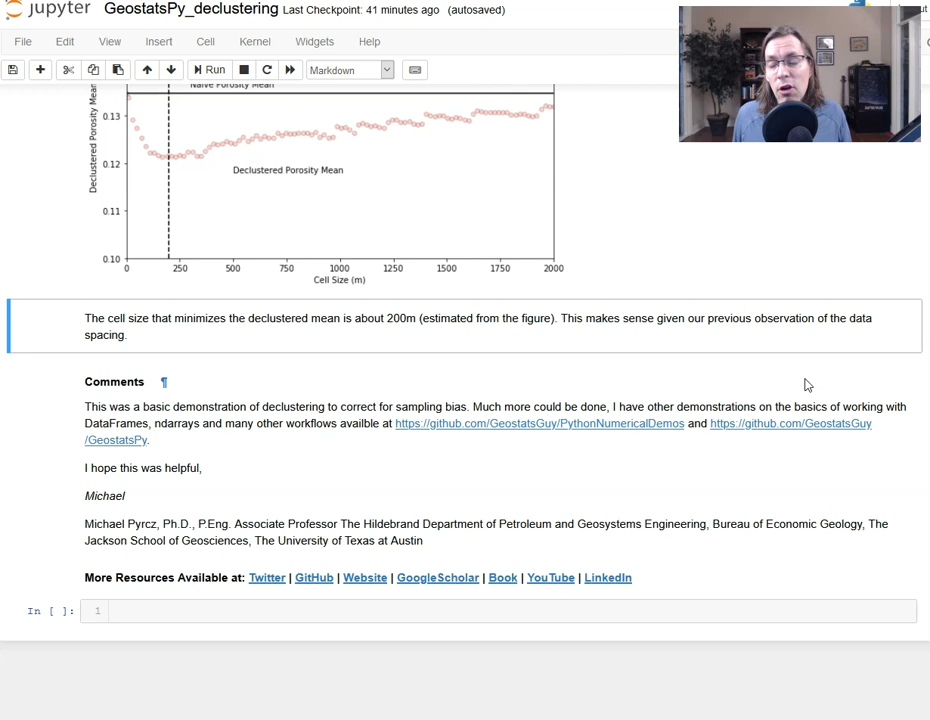 jupyter GeostatsPy_declustering Last Checkpoint: 41 minutes ago (autosaved)
File Edit View Insert Cell Kernel Widgets Help
Run Markdown
Naive Porosity Mean
Declustered Porosity Mean
0.13
0.12
Declustered Porosity Mean
0.11
0.10
0 250 500 750 1000 1250 1500 1750 2000
Cell Size (m)
The cell size that minimizes the declustered mean is about 200m (estimated from the figure). This makes sense given our previous observation of the data
spacing.
Comments ¶
This was a basic demonstration of declustering to correct for sampling bias. Much more could be done, I have other demonstrations on the basics of working with
DataFrames, ndarrays and many other workflows availble at https://github.com/GeostatsGuy/PythonNumericalDemos and https://github.com/GeostatsGuy
/GeostatsPy.
I hope this was helpful,
Michael
Michael Pyrcz, Ph.D., P.Eng. Associate Professor The Hildebrand Department of Petroleum and Geosystems Engineering, Bureau of Economic Geology, The
Jackson School of Geosciences, The University of Texas at Austin
More Resources Available at: Twitter | GitHub | Website | GoogleScholar | Book | YouTube | LinkedIn
In [ ]: 1